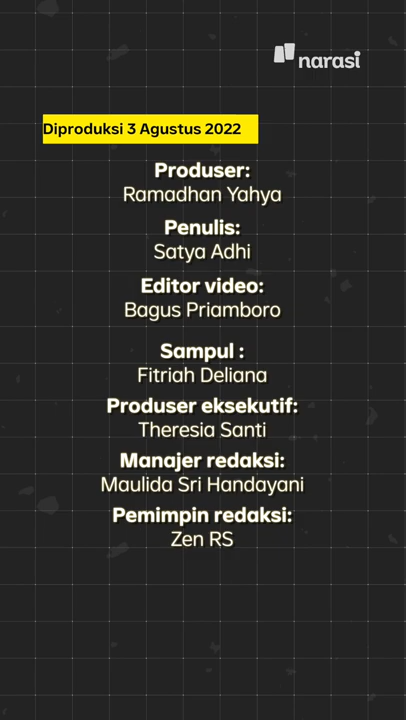 narasi
Diproduksi 3 Agustus 2022
Produser:
Ramadhan Yahya
Penulis:
Satya Adhi
Editor video:
Bagus Priamboro
Sampul :
Fitriah Deliana
Produser eksekutif:
Theresia Santi
Manajer redaksi:
Maulida Sri Handayani
Pemimpin redaksi:
Zen RS